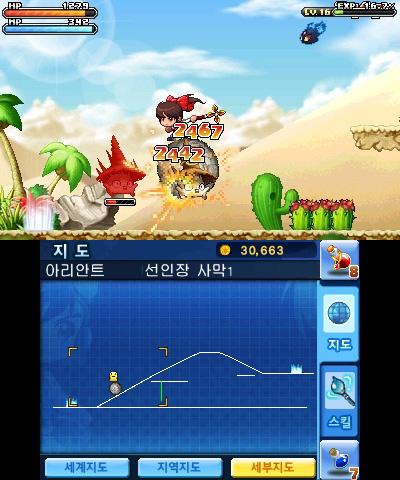 HP 1279
MP 342
LV.16 EXP:16.7%
2467
2442
지 도 30,663
8
아리안트 선인장 사막1
지도
스킬
세계지도 지역지도 세부지도
7